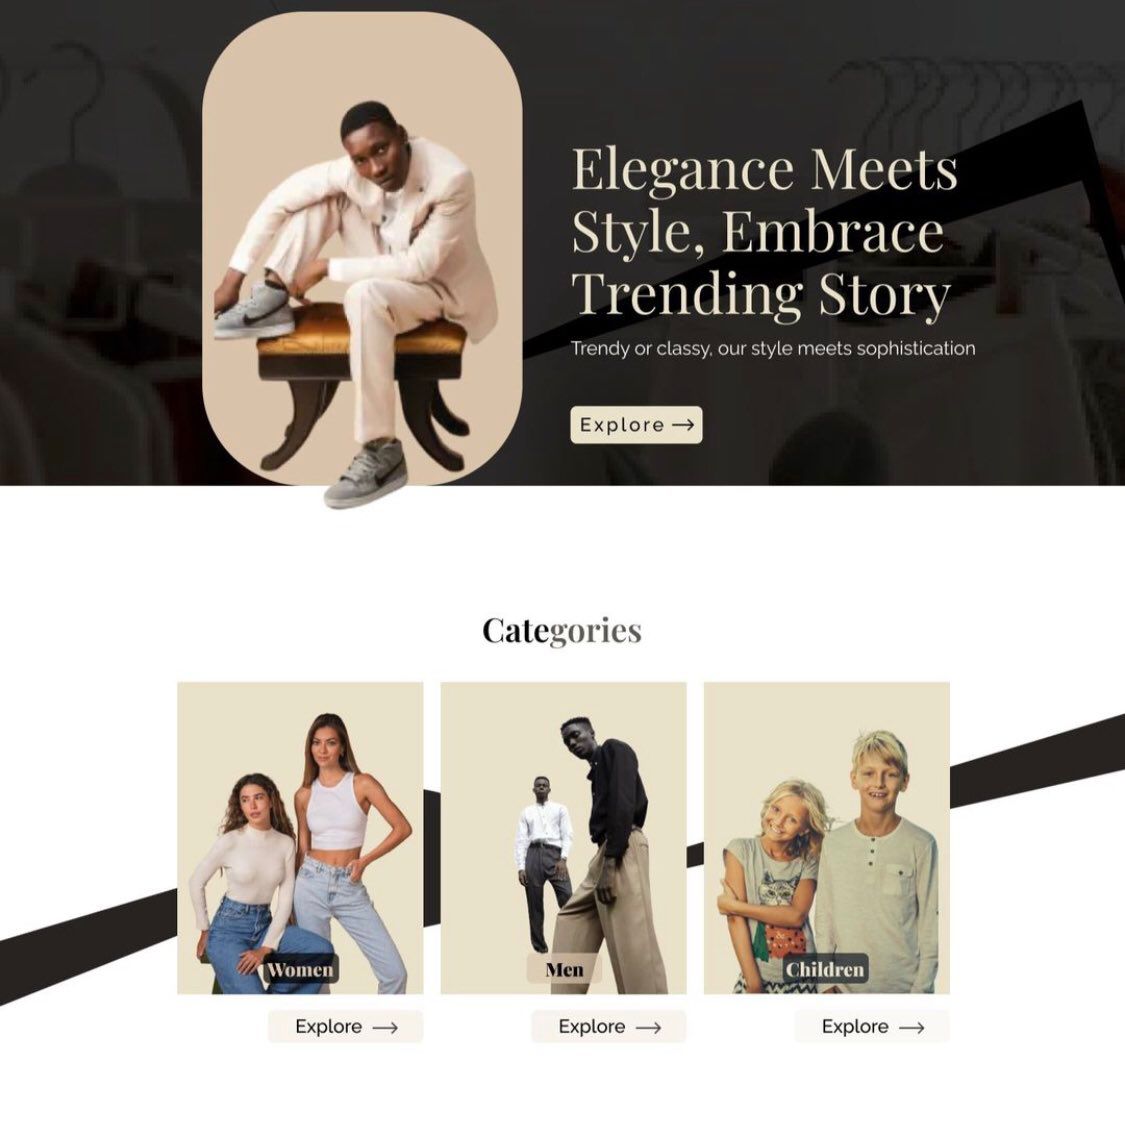 Elegance Meets
Style, Embrace
Trending Story
Trendy or classy, our style meets sophistication
Explore →
Categories
Women
Men
Children
Explore →
Explore →
Explore →